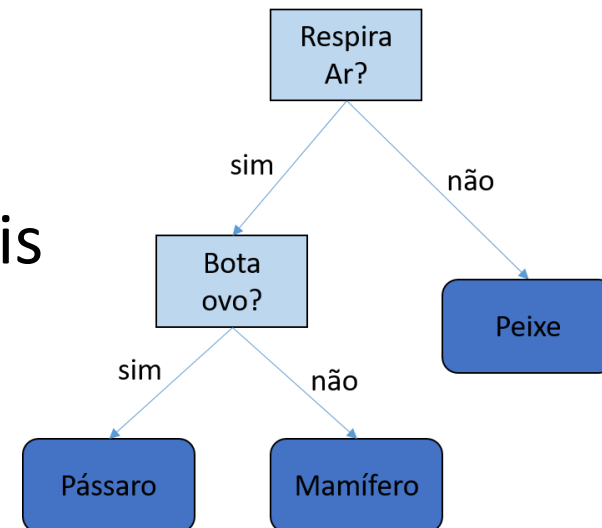 Respira
Ar?
sim
não
is
Bota
ovo?
Peixe
sim
não
Pássaro
Mamífero